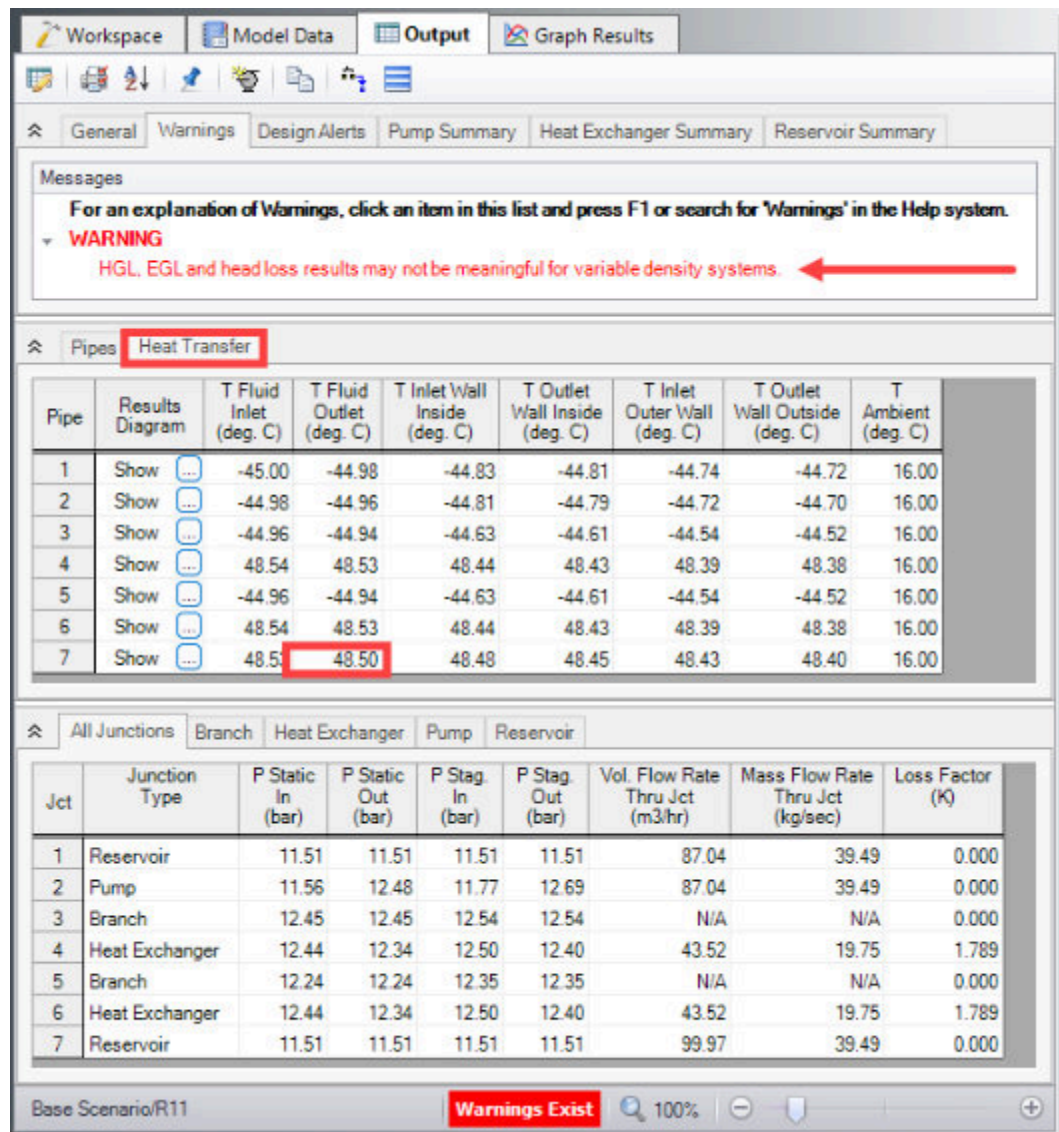 Workspace Model Data Output Graph Results
General Warnings Design Alerts Pump Summary Heat Exchanger Summary Reservoir Summary
Messages
For an explanation of Warnings, click an item in this list and press F1 or search for 'Warnings' in the Help system.
WARNING
HGL, EGL and head loss results may not be meaningful for variable density systems.
Pipes Heat Transfer
Pipe Results Diagram T Fluid Inlet (deg. C) T Fluid Outlet (deg. C) T Inlet Wall Inside (deg. C) T Outlet Wall Inside (deg. C) T Inlet Outer Wall (deg. C) T Outlet Wall Outside (deg. C) T Ambient (deg. C)
1 Show ... -45.00 -44.98 -44.83 -44.81 -44.74 -44.72 16.00
2 Show ... -44.98 -44.96 -44.81 -44.79 -44.72 -44.70 16.00
3 Show ... -44.96 -44.94 -44.63 -44.61 -44.54 -44.52 16.00
4 Show ... 48.54 48.53 48.44 48.43 48.39 48.38 16.00
5 Show ... -44.96 -44.94 -44.63 -44.61 -44.54 -44.52 16.00
6 Show ... 48.54 48.53 48.44 48.43 48.39 48.38 16.00
7 Show ... 48.50 48.48 48.45 48.43 48.40 16.00
All Junctions Branch Heat Exchanger Pump Reservoir
Jct Junction Type P Static In (bar) P Static Out (bar) P Stag. In (bar) P Stag. Out (bar) Vol. Flow Rate Thru Jct (m3/hr) Mass Flow Rate Thru Jct (kg/sec) Loss Factor (K)
1 Reservoir 11.51 11.51 11.51 11.51 87.04 39.49 0.000
2 Pump 11.56 12.48 11.77 12.69 87.04 39.49 0.000
3 Branch 12.45 12.45 12.54 12.54 N/A N/A 0.000
4 Heat Exchanger 12.44 12.34 12.50 12.40 43.52 19.75 1.789
5 Branch 12.24 12.24 12.35 12.35 N/A N/A 0.000
6 Heat Exchanger 12.44 12.34 12.50 12.40 43.52 19.75 1.789
7 Reservoir 11.51 11.51 11.51 11.51 99.97 39.49 0.000
Base Scenario/R11 Warnings Exist 100%